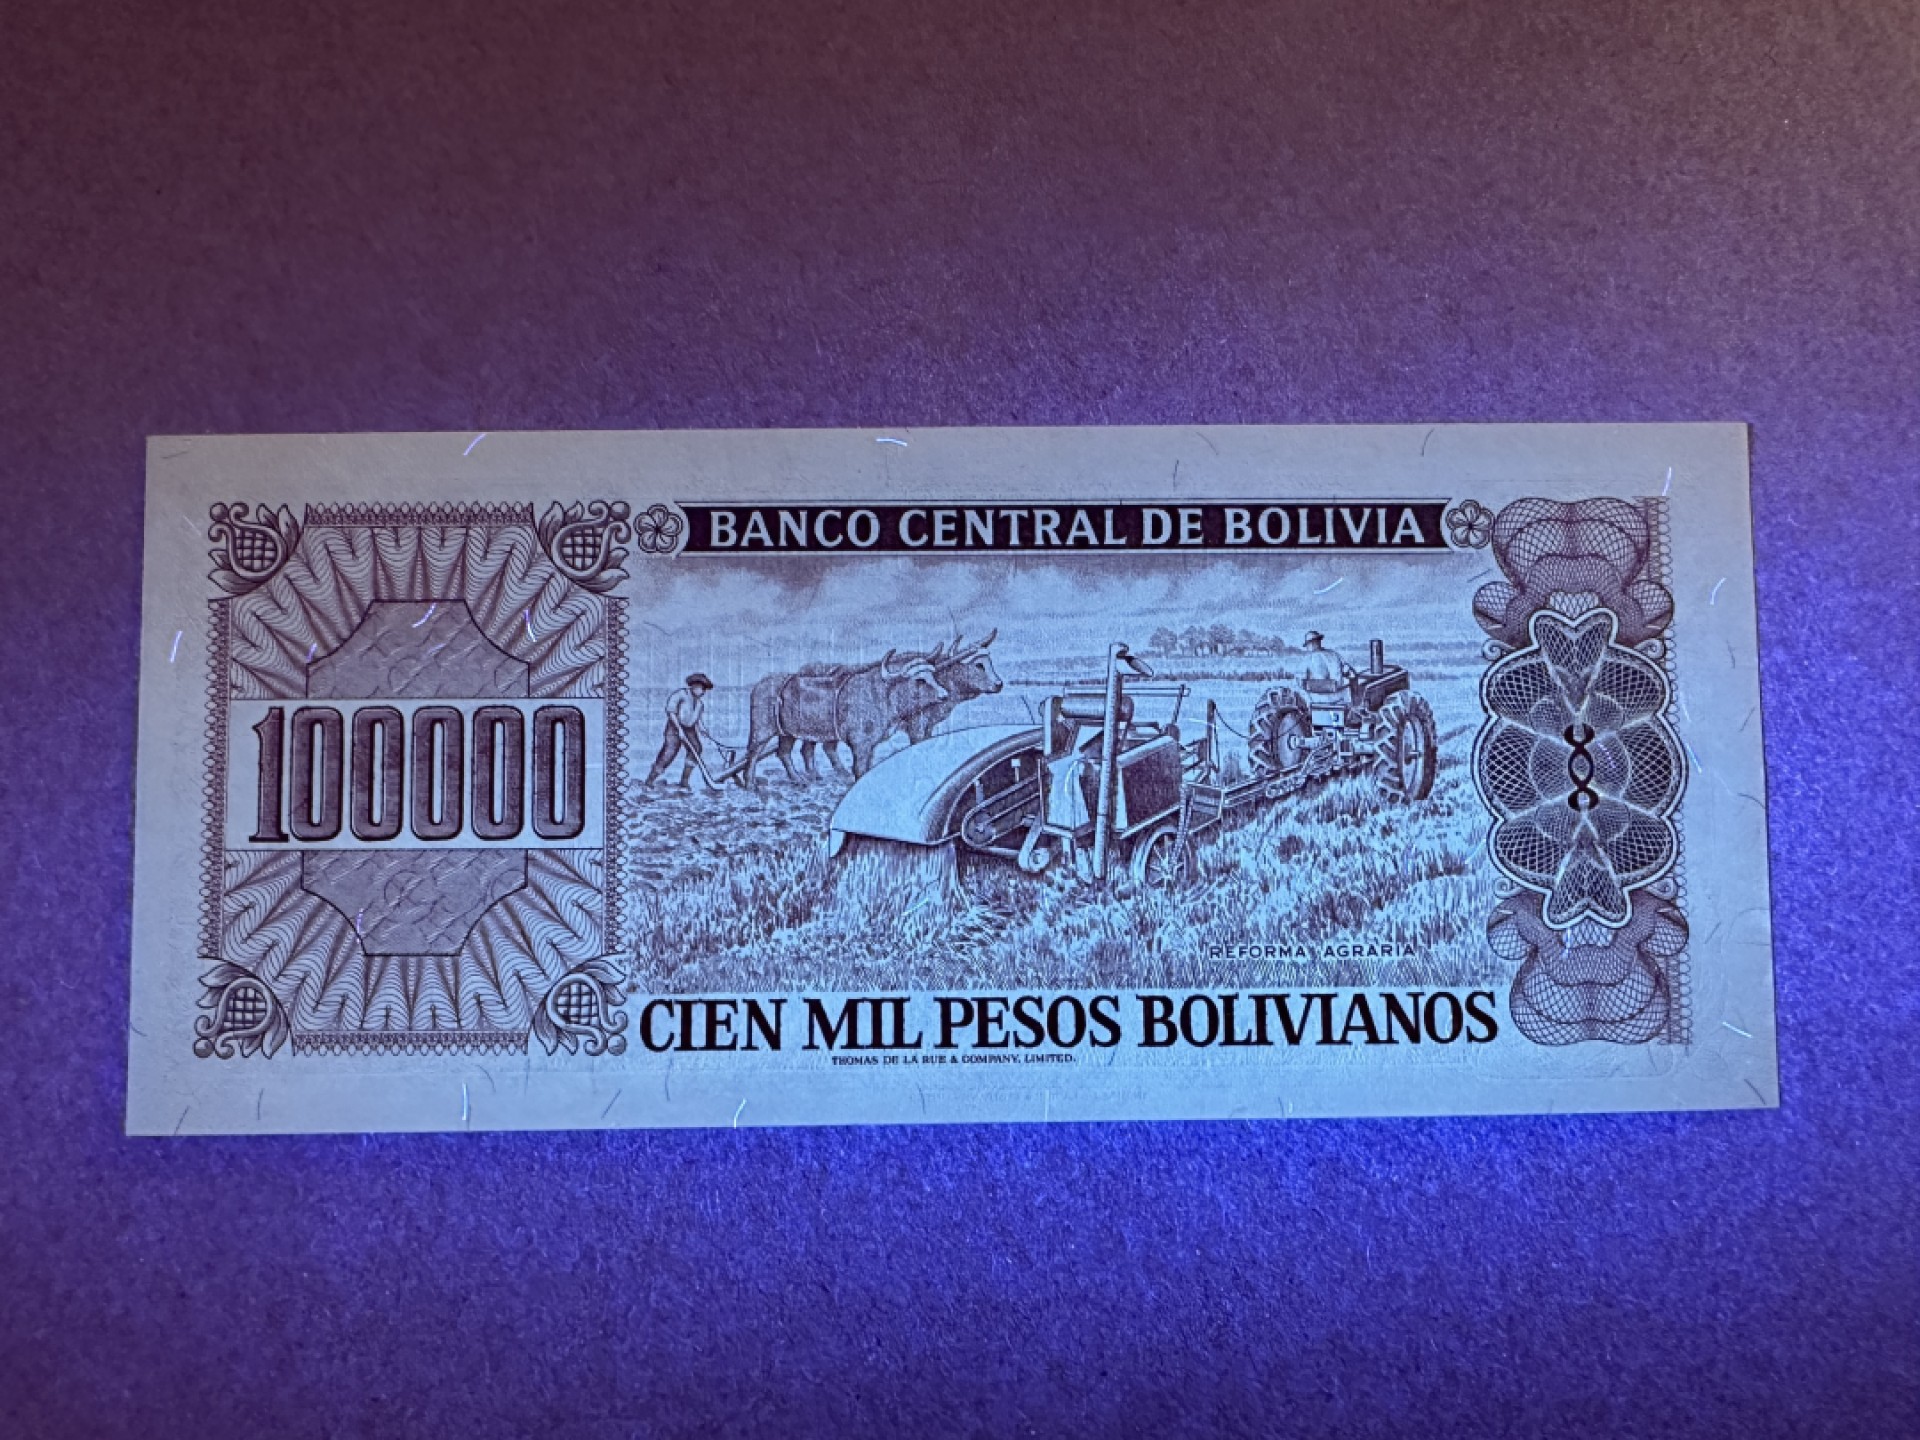 BANCO CENTRAL DE BOLIVIA
100000
REFORMA AGRARIA
CIEN MIL PESOS BOLIVIANOS
THOMAS DE LA RUE & COMPANY, LIMITED.